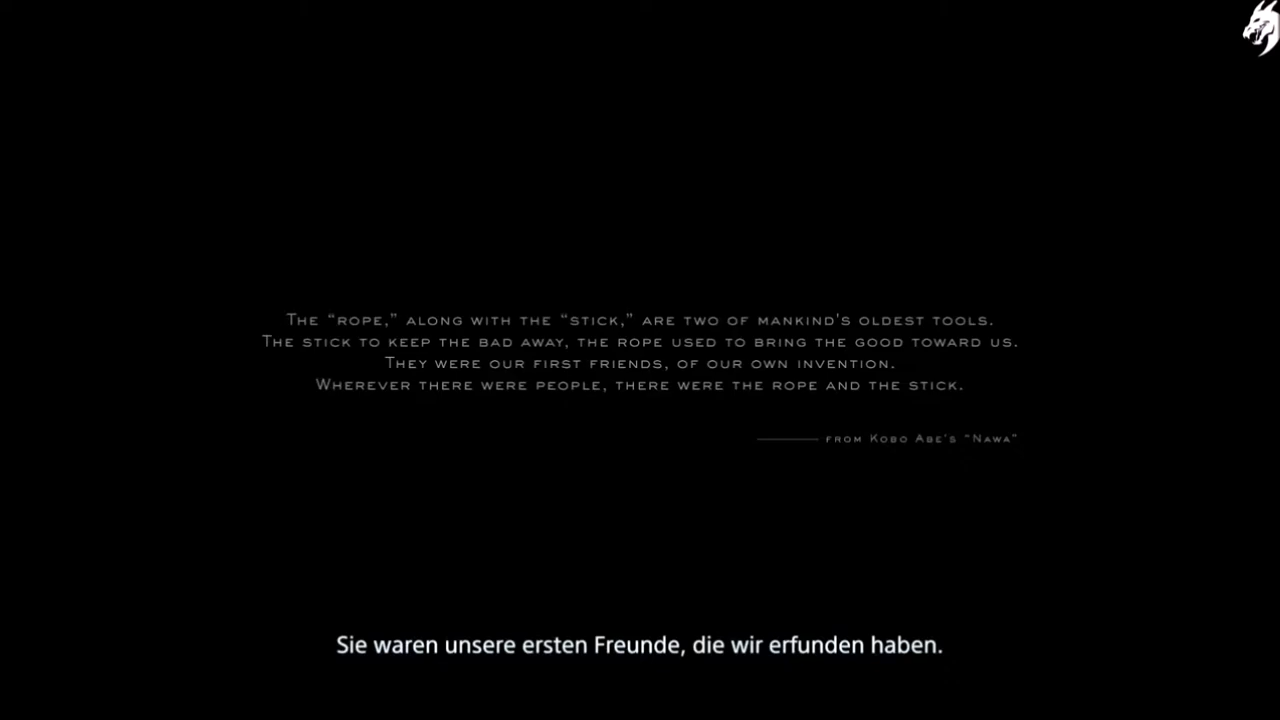 The “rope,” along with the “stick,” are two of mankind's oldest tools.
The stick to keep the bad away, the rope used to bring the good toward us.
They were our first friends, of our own invention.
Wherever there were people, there were the rope and the stick.
from Kobo Abe's “Nawa”
Sie waren unsere ersten Freunde, die wir erfunden haben.